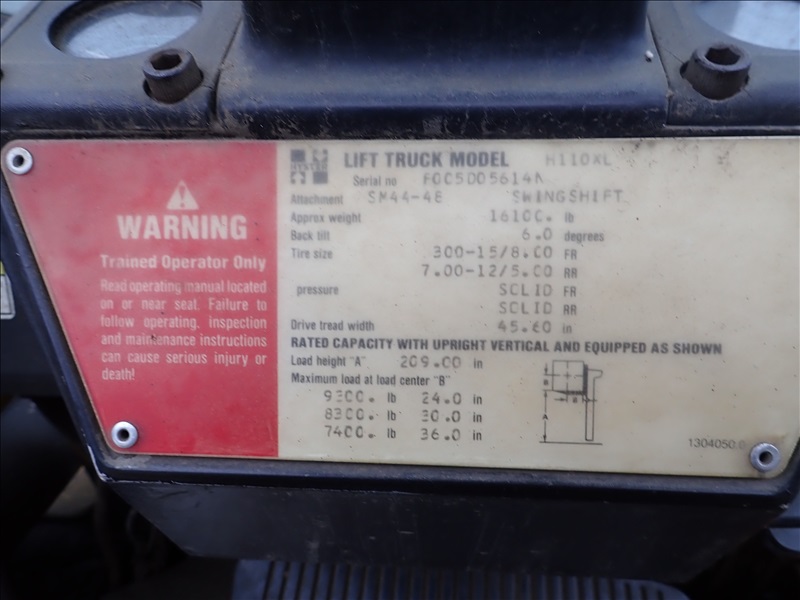 WARNING
Trained Operator Only
Read operating manual located
on or near seat. Failure to
follow operating, inspection
and maintenance instructions
can cause serious injury or
death!
HYSTER
LIFT TRUCK MODEL H110XL
Serial no F005D05614K
Attachment SM44-48 SWINGSHIFT
Approx weight 16100. lb
Back tilt 6.0 degrees
Tire size 300-15/8.00 FR
7.00-12/5.00 RR
pressure SOLID FR
SOLID RR
Drive tread width 45.60 in
RATED CAPACITY WITH UPRIGHT VERTICAL AND EQUIPPED AS SHOWN
Load height "A" 209.00 in
Maximum load at load center "B"
9300. lb 24.0 in
8300. lb 30.0 in
7400. lb 36.0 in
B
A
B